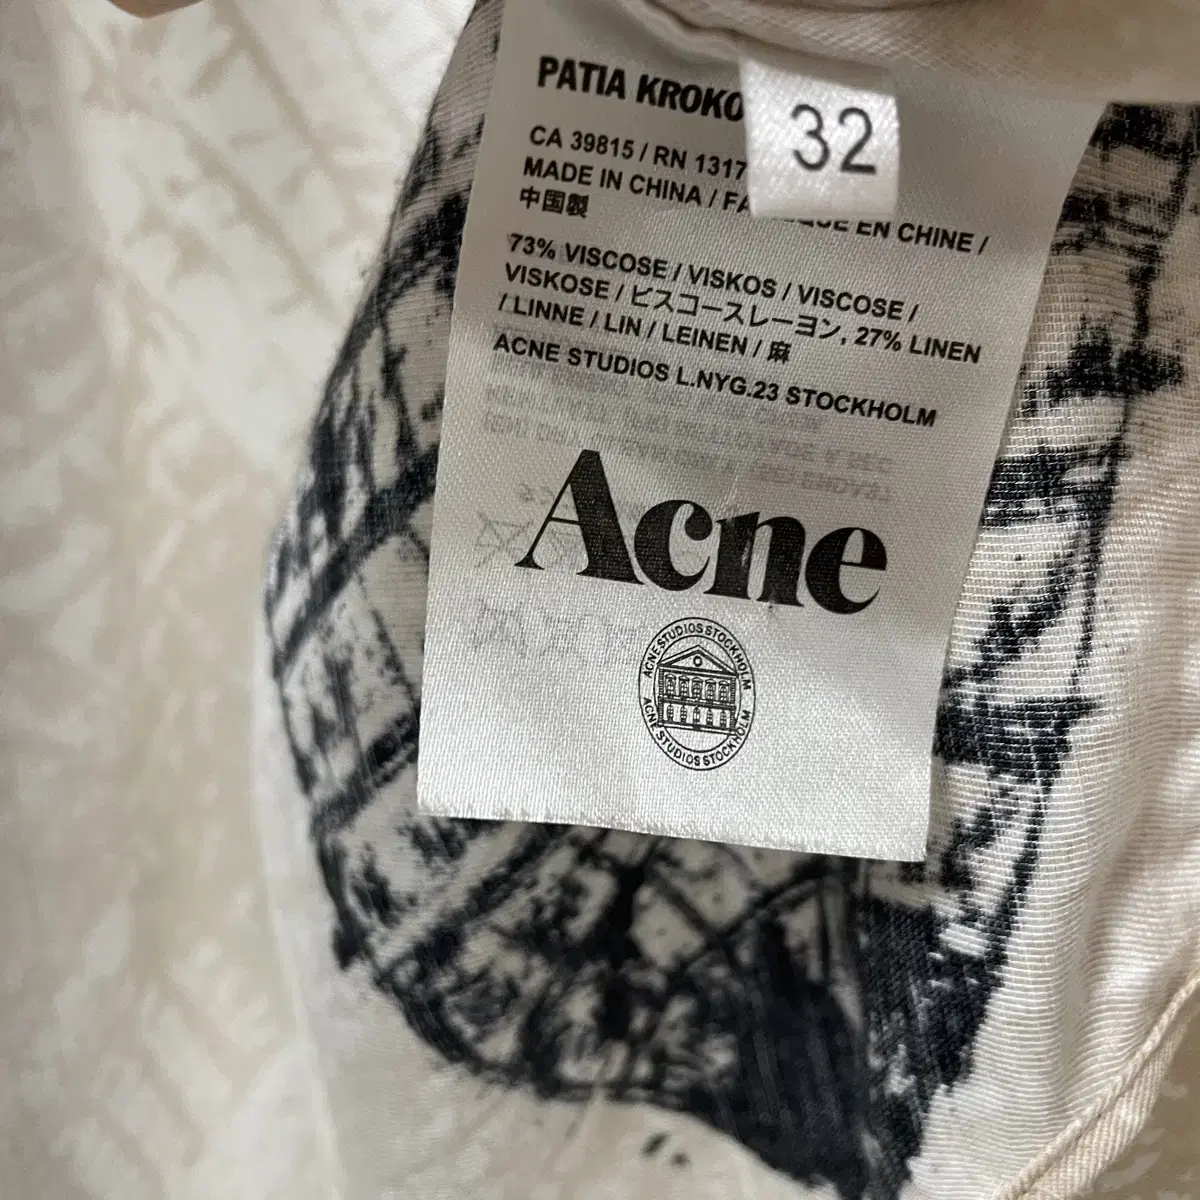 PATIA KROKO
32
CA 39815 / RN 1317
MADE IN CHINA / FA QUE EN CHINE /
中国製
73% VISCOSE / VISKOS / VISCOSE /
VISKOSE / ビスコースレーヨン, 27% LINEN
/ LINNE / LIN / LEINEN / 麻
ACNE STUDIOS L.NYG.23 STOCKHOLM
Acne
ACNE STUDIOS STOCKHOLM
ACNE STUDIOS STOCKHOLM